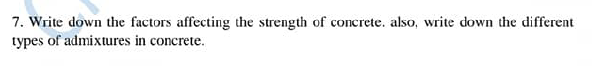 7. Write down the factors affecting the strength of concrete. also, write down the different
types of admixtures in concrete.